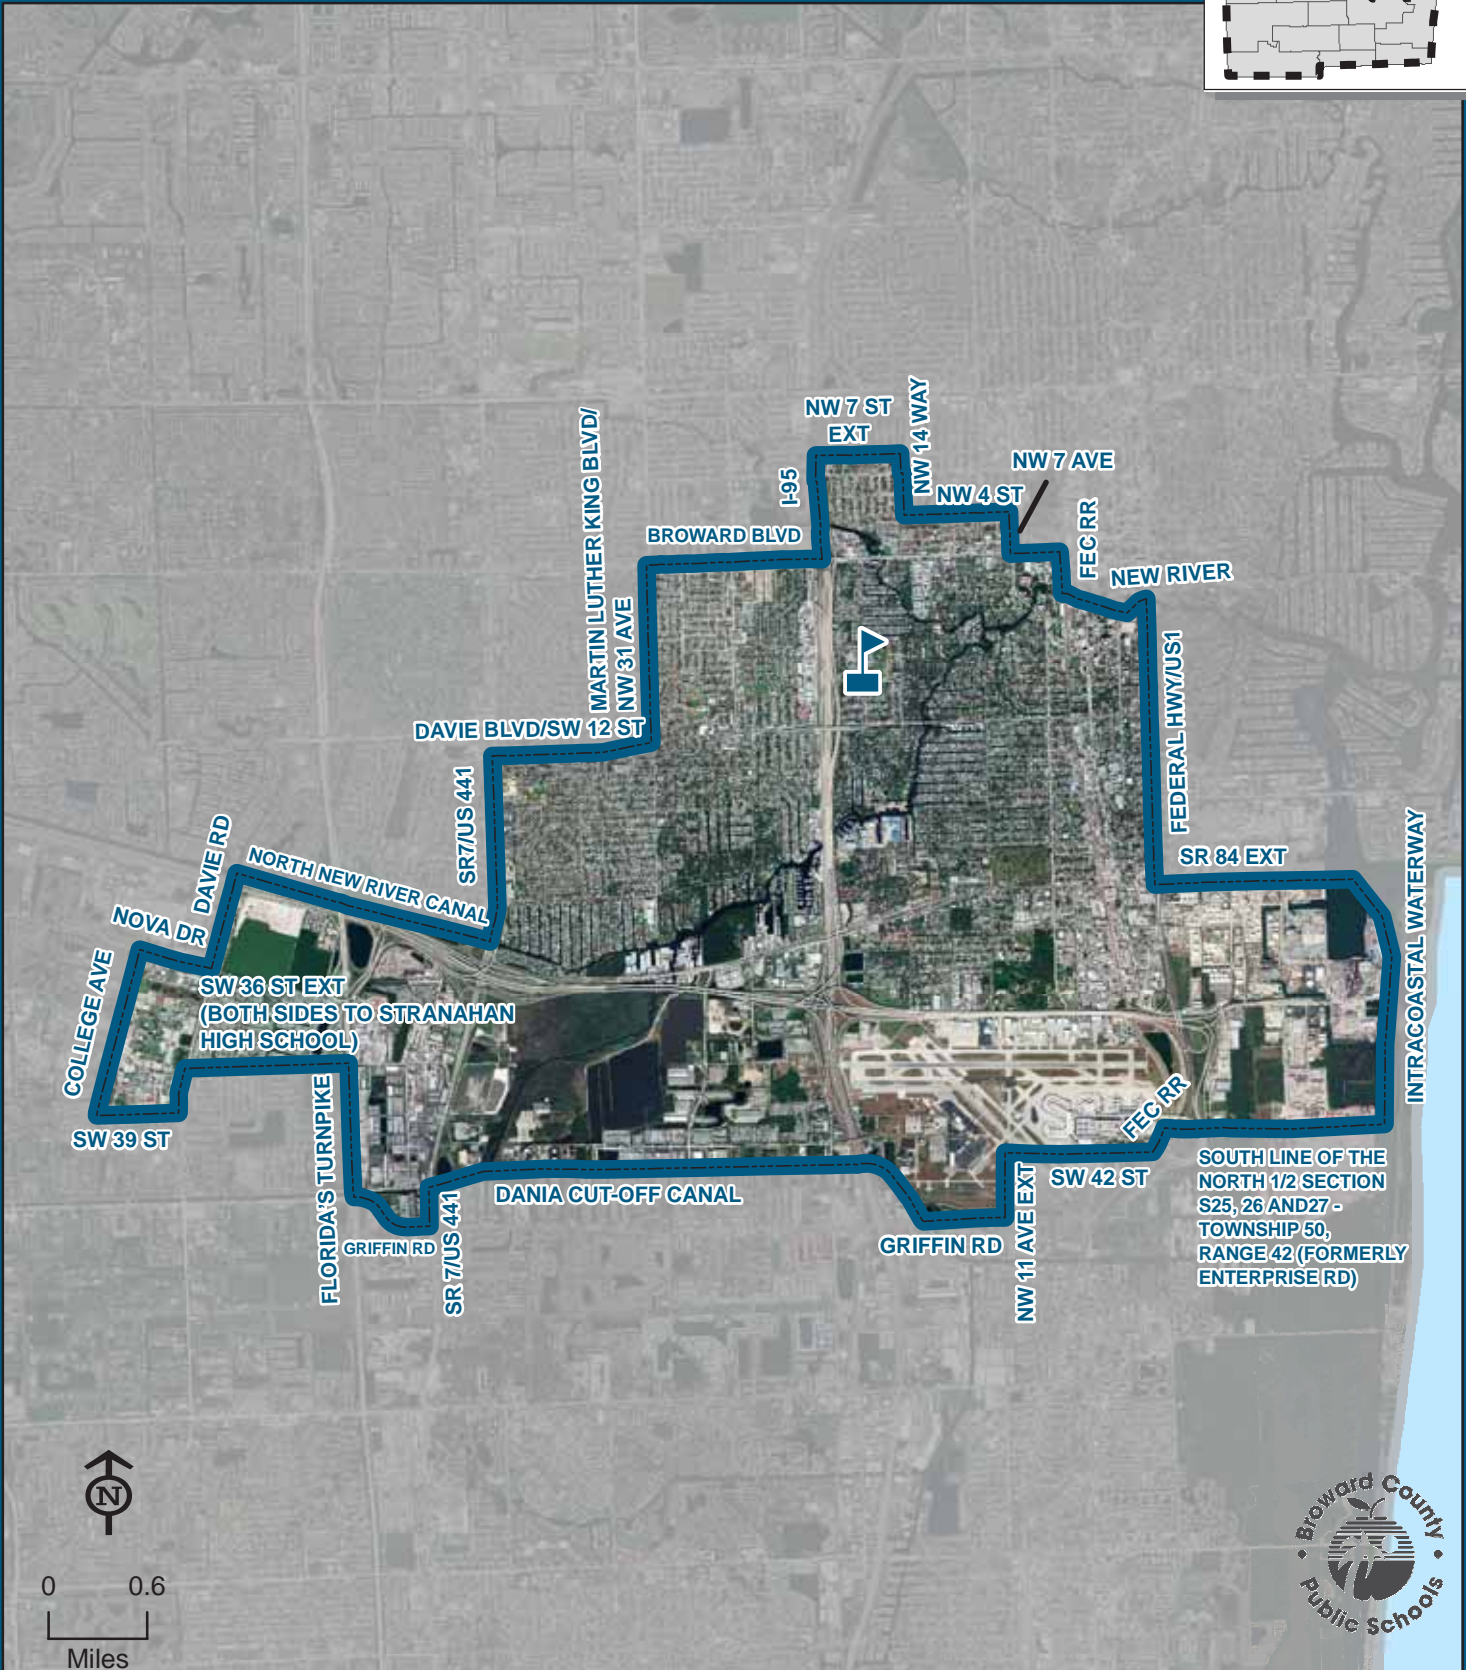 NW 7 ST
EXT
NW 14 WAY
I-95
NW 4 ST
NW 7 AVE
FEC RR
NEW RIVER
BROWARD BLVD
MARTIN LUTHER KING BLVD/
NW 31 AVE
DAVIE BLVD/SW 12 ST
SR7/US 441
FEDERAL HWY/US1
SR 84 EXT
INTRACOASTAL WATERWAY
NORTH NEW RIVER CANAL
DAVIE RD
NOVA DR
COLLEGE AVE
SW 36 ST EXT
(BOTH SIDES TO STRANAHAN
HIGH SCHOOL)
SW 39 ST
FLORIDA'S TURNPIKE
GRIFFIN RD
SR 7/US 441
DANIA CUT-OFF CANAL
GRIFFIN RD
NW 11 AVE EXT
SW 42 ST
FEC RR
SOUTH LINE OF THE
NORTH 1/2 SECTION
S25, 26 AND27 -
TOWNSHIP 50,
RANGE 42 (FORMERLY
ENTERPRISE RD)
N
0 0.6
Miles
Broward County
Public Schools